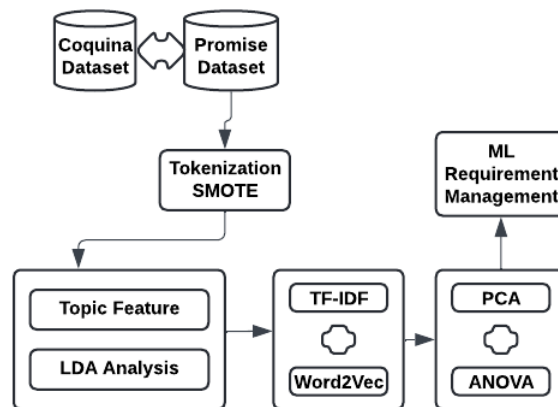 Coquina
Dataset
Promise
Dataset
Tokenization
SMOTE
ML
Requirement
Management
Topic Feature
LDA Analysis
TF-IDF
Word2Vec
PCA
ANOVA